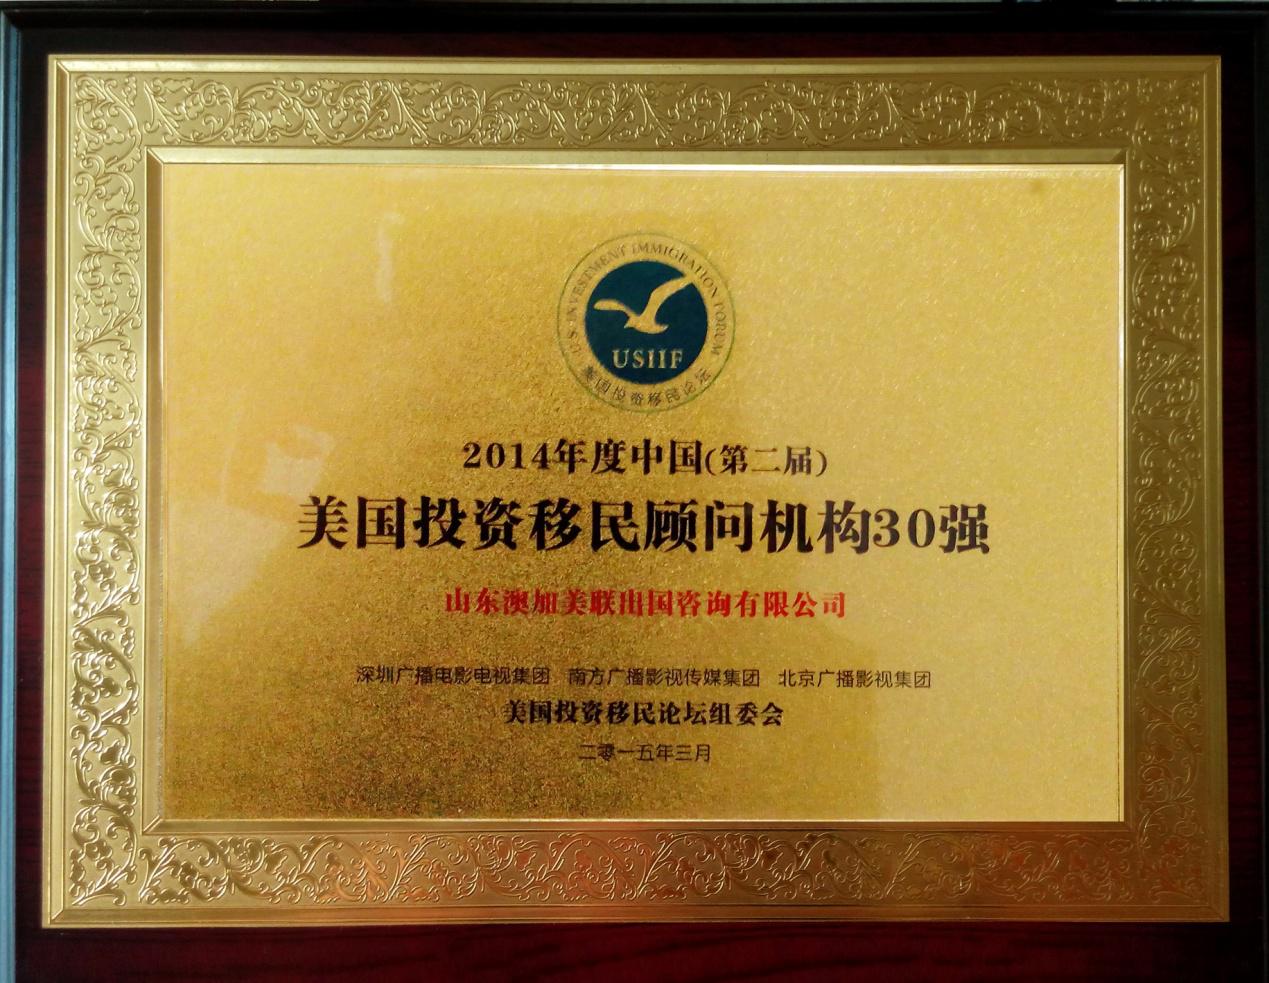 U.S. INVESTMENT IMMIGRATION FORUM
USIIF
美国投资移民论坛
2014年度中国(第二届)
美国投资移民顾问机构30强
山东澳加美联出国咨询有限公司
深圳广播电影电视集团 南方广播影视传媒集团 北京广播影视集团
美国投资移民论坛组委会
二零一五年三月